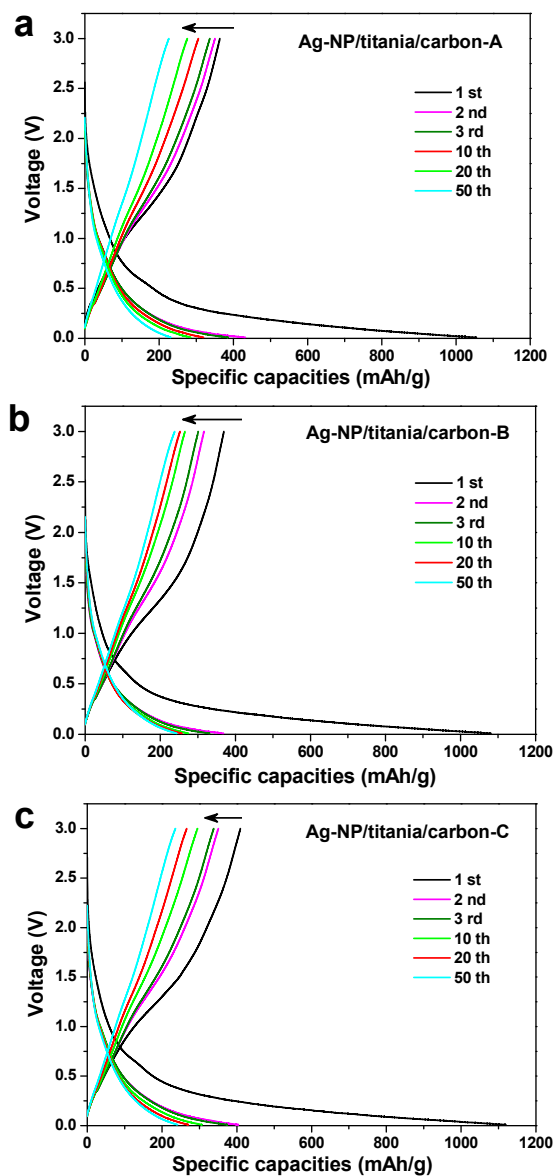 a
Ag-NP/titania/carbon-A
1 st
2 nd
3 rd
10 th
20 th
50 th
Voltage (V)
3.0
2.5
2.0
1.5
1.0
0.5
0.0
0 200 400 600 800 1000 1200
Specific capacities (mAh/g)
b
Ag-NP/titania/carbon-B
1 st
2 nd
3 rd
10 th
20 th
50 th
Voltage (V)
3.0
2.5
2.0
1.5
1.0
0.5
0.0
0 200 400 600 800 1000 1200
Specific capacities (mAh/g)
c
Ag-NP/titania/carbon-C
1 st
2 nd
3 rd
10 th
20 th
50 th
Voltage (V)
3.0
2.5
2.0
1.5
1.0
0.5
0.0
0 200 400 600 800 1000 1200
Specific capacities (mAh/g)